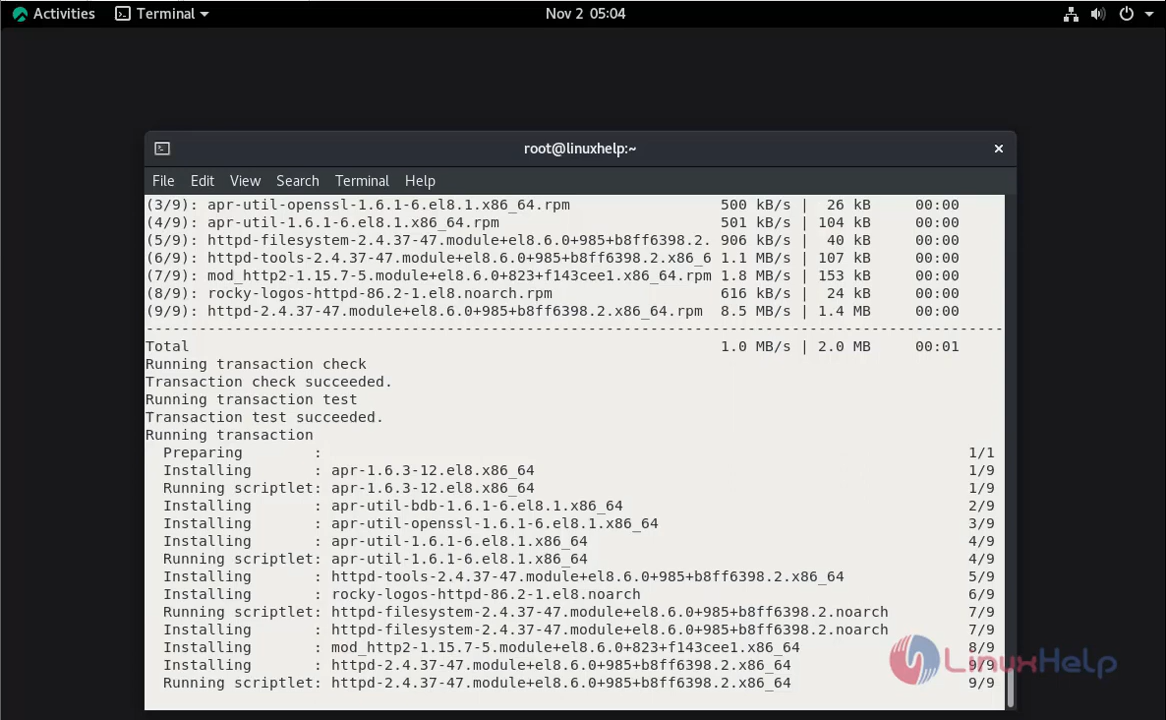 Activities Terminal Nov 2 05:04
root@linuxhelp:~ ×
File Edit View Search Terminal Help
(3/9): apr-util-openssl-1.6.1-6.el8.1.x86_64.rpm 500 kB/s | 26 kB 00:00
(4/9): apr-util-1.6.1-6.el8.1.x86_64.rpm 501 kB/s | 104 kB 00:00
(5/9): httpd-filesystem-2.4.37-47.module+el8.6.0+985+b8ff6398.2. 906 kB/s | 40 kB 00:00
(6/9): httpd-tools-2.4.37-47.module+el8.6.0+985+b8ff6398.2.x86_6 1.1 MB/s | 107 kB 00:00
(7/9): mod_http2-1.15.7-5.module+el8.6.0+823+f143cee1.x86_64.rpm 1.8 MB/s | 153 kB 00:00
(8/9): rocky-logos-httpd-86.2-1.el8.noarch.rpm 616 kB/s | 24 kB 00:00
(9/9): httpd-2.4.37-47.module+el8.6.0+985+b8ff6398.2.x86_64.rpm 8.5 MB/s | 1.4 MB 00:00
--------------------------------------------------------------------------------
Total 1.0 MB/s | 2.0 MB 00:01
Running transaction check
Transaction check succeeded.
Running transaction test
Transaction test succeeded.
Running transaction
Preparing : 1/1
Installing : apr-1.6.3-12.el8.x86_64 1/9
Running scriptlet: apr-1.6.3-12.el8.x86_64 1/9
Installing : apr-util-bdb-1.6.1-6.el8.1.x86_64 2/9
Installing : apr-util-openssl-1.6.1-6.el8.1.x86_64 3/9
Installing : apr-util-1.6.1-6.el8.1.x86_64 4/9
Running scriptlet: apr-util-1.6.1-6.el8.1.x86_64 4/9
Installing : httpd-tools-2.4.37-47.module+el8.6.0+985+b8ff6398.2.x86_64 5/9
Installing : rocky-logos-httpd-86.2-1.el8.noarch 6/9
Running scriptlet: httpd-filesystem-2.4.37-47.module+el8.6.0+985+b8ff6398.2.noarch 7/9
Installing : httpd-filesystem-2.4.37-47.module+el8.6.0+985+b8ff6398.2.noarch 7/9
Installing : mod_http2-1.15.7-5.module+el8.6.0+823+f143cee1.x86_64 8/9
Installing : httpd-2.4.37-47.module+el8.6.0+985+b8ff6398.2.x86_64 9/9
Running scriptlet: httpd-2.4.37-47.module+el8.6.0+985+b8ff6398.2.x86_64 9/9
LinuxHelp